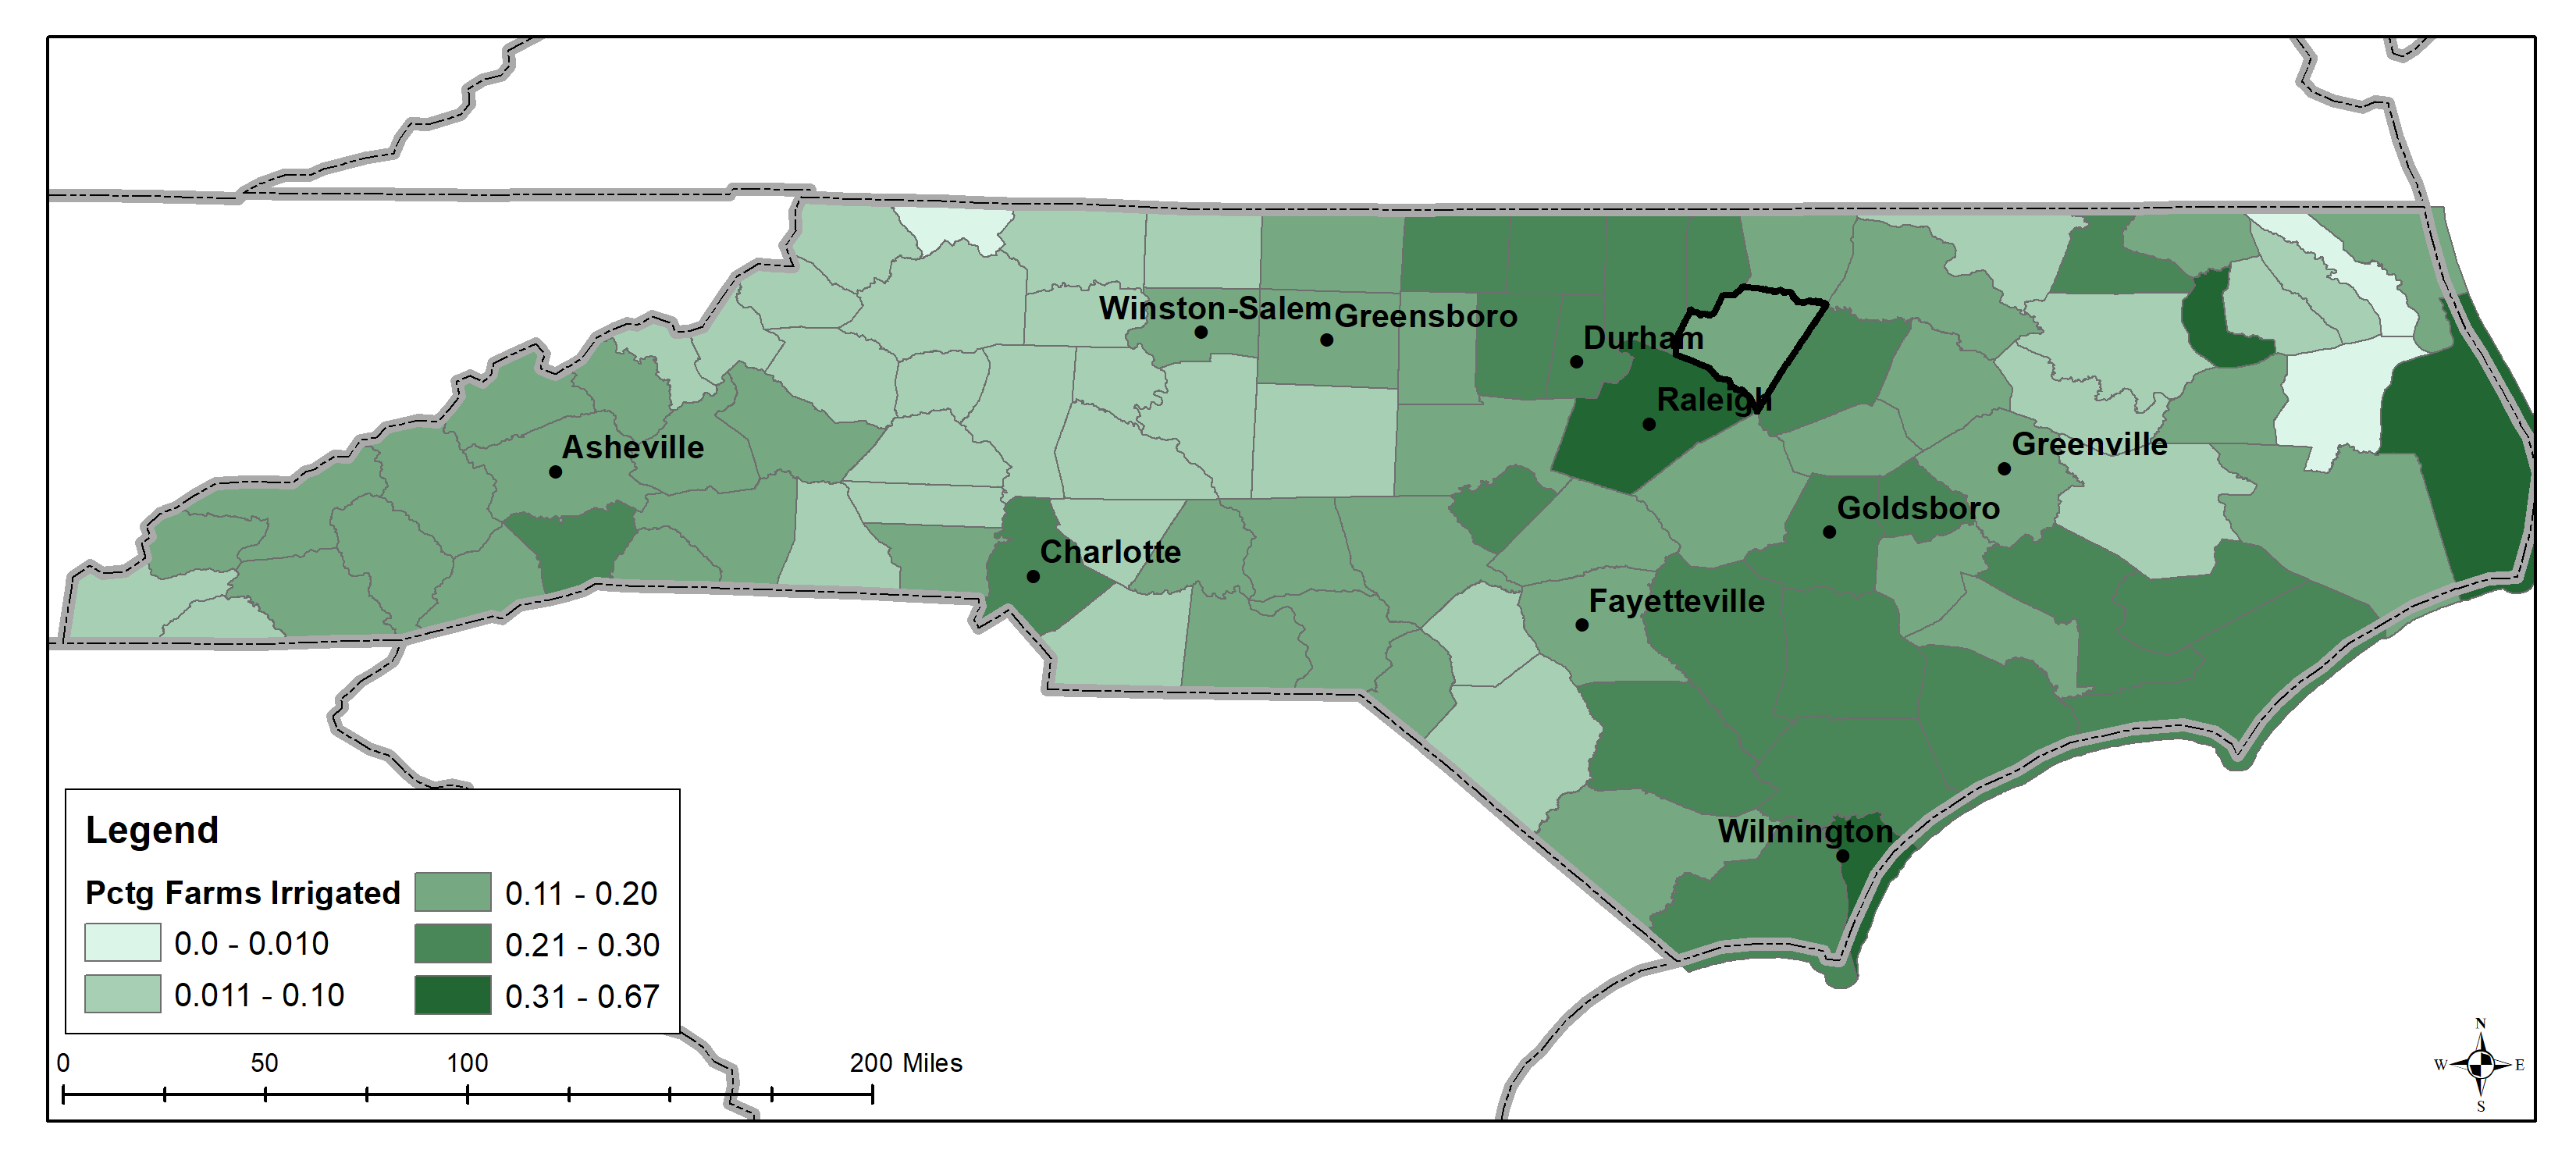 Winston-Salem
Greensboro
Durham
Raleigh
Asheville
Greenville
Goldsboro
Charlotte
Fayetteville
Wilmington
Legend
Pctg Farms Irrigated
0.0 - 0.010
0.011 - 0.10
0.11 - 0.20
0.21 - 0.30
0.31 - 0.67
0 50 100 200 Miles
N
W E
S